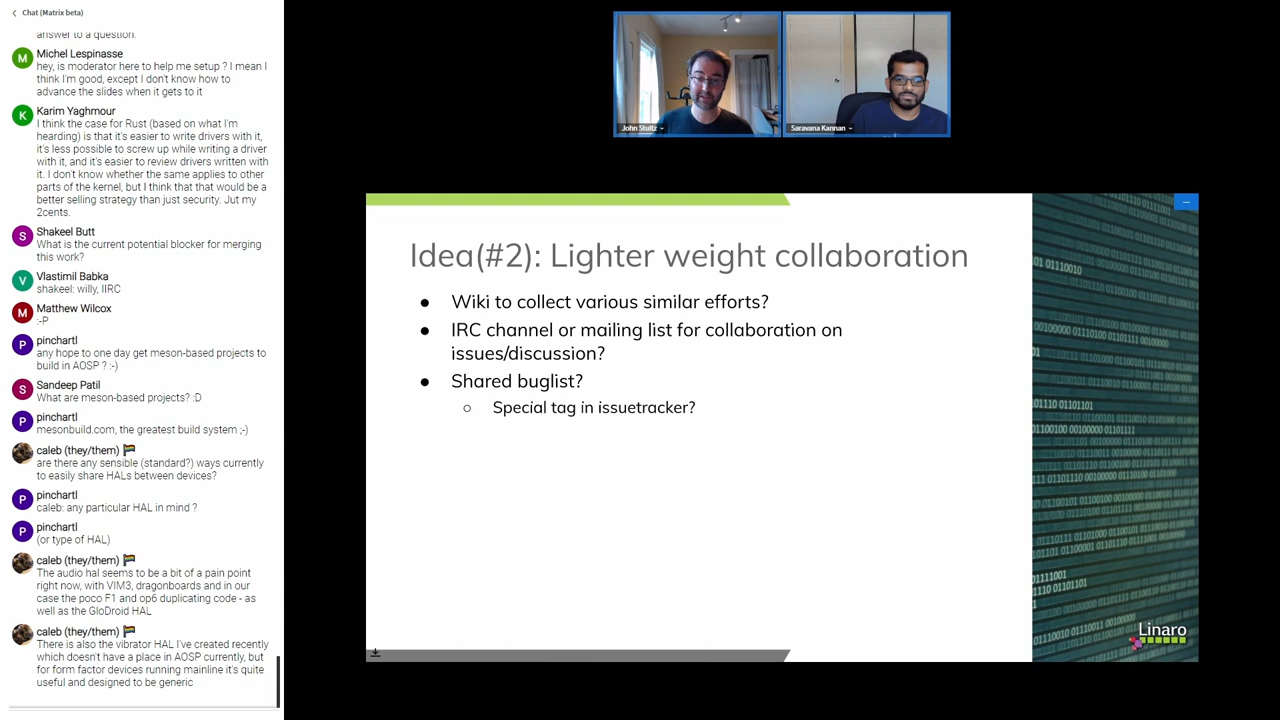 Chat (Matrix beta)
answer to a question.
Michel Lespinasse
hey, is moderator here to help me setup ? I mean I
think I'm good, except I don't know how to
advance the slides when it gets to it
Karim Yaghmour
I think the case for Rust (based on what I'm
hearding) is that it's easier to write drivers with it,
it's less possible to screw up while writing a driver
with it, and it's easier to review drivers written with
it. I don't know whether the same applies to other
parts of the kernel, but I think that that would be a
better selling strategy than just security. Jut my
2cents.
Shakeel Butt
What is the current potential blocker for merging
this work?
Vlastimil Babka
shakeel: willy, IIRC
Matthew Wilcox
:-P
pinchartl
any hope to one day get meson-based projects to
build in AOSP ? :-)
Sandeep Patil
What are meson-based projects? :D
pinchartl
mesonbuild.com, the greatest build system ;-)
caleb (they/them)
are there any sensible (standard?) ways currently
to easily share HALs between devices?
pinchartl
caleb: any particular HAL in mind ?
pinchartl
(or type of HAL)
caleb (they/them)
The audio hal seems to be a bit of a pain point
right now, with VIM3, dragonboards and in our
case the poco F1 and op6 duplicating code - as
well as the GloDroid HAL
caleb (they/them)
There is also the vibrator HAL I've created recently
which doesn't have a place in AOSP currently, but
for form factor devices running mainline it's quite
useful and designed to be generic
John Stultz
Saravana Kannan
Idea(#2): Lighter weight collaboration
● Wiki to collect various similar efforts?
● IRC channel or mailing list for collaboration on
issues/discussion?
● Shared buglist?
○ Special tag in issuetracker?
Linaro